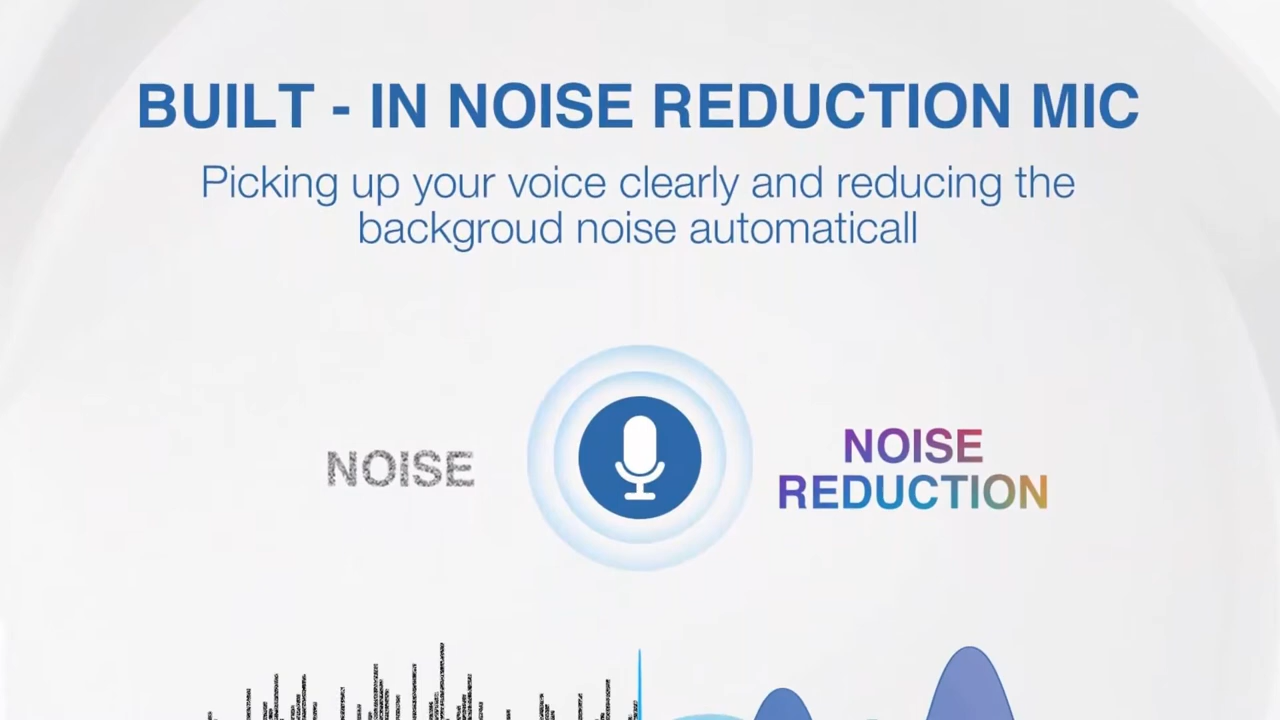 BUILT - IN NOISE REDUCTION MIC
Picking up your voice clearly and reducing the
backgroud noise automaticall
NOISE
NOISE
REDUCTION